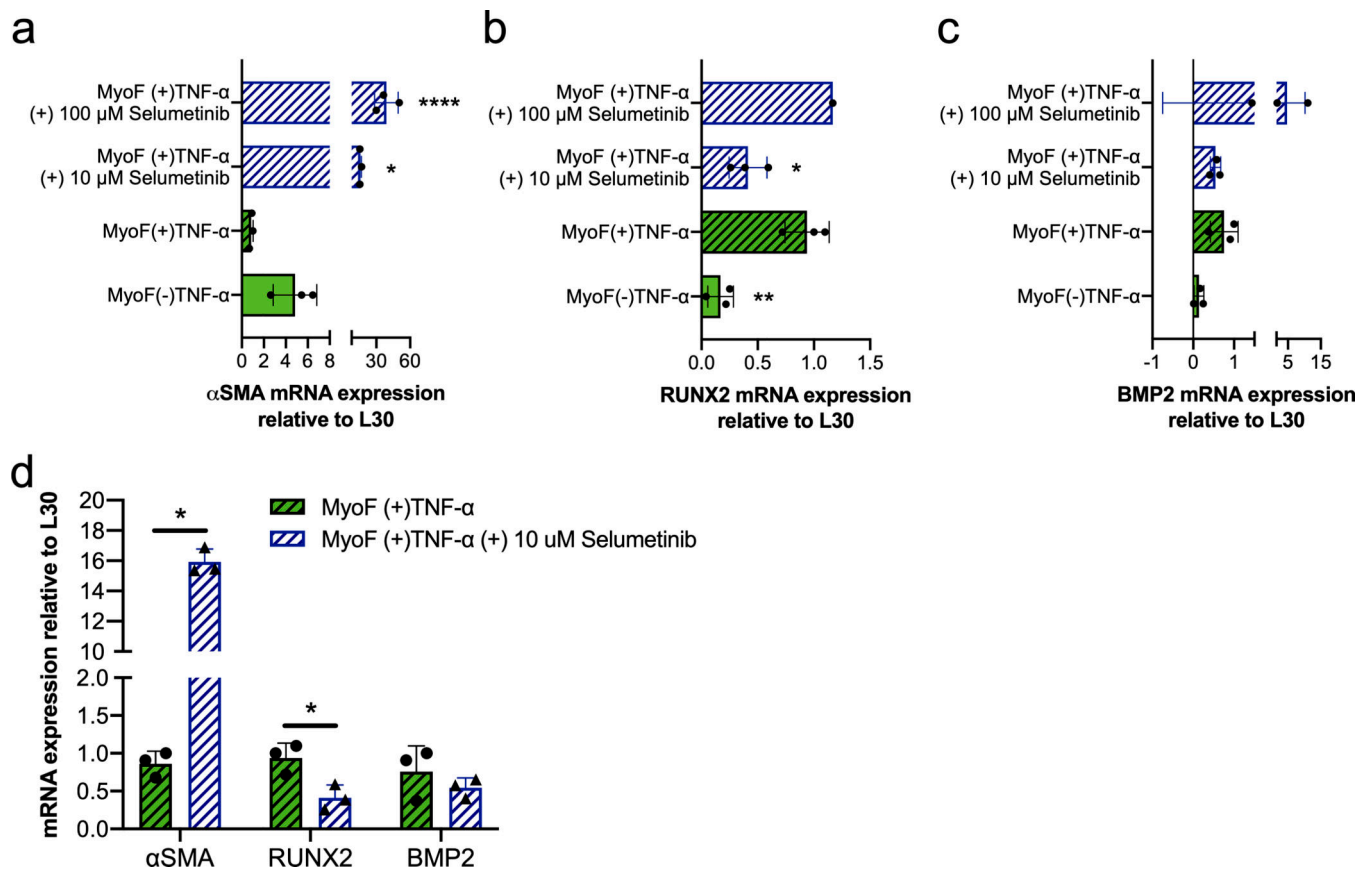 a
MyoF (+)TNF-α
(+) 100 µM Selumetinib
****
MyoF (+)TNF-α
(+) 10 µM Selumetinib
*
MyoF(+)TNF-α
MyoF(-)TNF-α
0 2 4 6 8 30 60
αSMA mRNA expression
relative to L30
b
MyoF (+)TNF-α
(+) 100 µM Selumetinib
MyoF (+)TNF-α
(+) 10 µM Selumetinib
*
MyoF(+)TNF-α
MyoF(-)TNF-α
**
0.0 0.5 1.0 1.5
RUNX2 mRNA expression
relative to L30
c
MyoF (+)TNF-α
(+) 100 µM Selumetinib
MyoF (+)TNF-α
(+) 10 µM Selumetinib
MyoF(+)TNF-α
MyoF(-)TNF-α
-1 0 1 5 15
BMP2 mRNA expression
relative to L30
d
mRNA expression relative to L30
20
18
16
14
12
10
2.0
1.5
1.0
0.5
0.0
*
*
MyoF (+)TNF-α
MyoF (+)TNF-α (+) 10 uM Selumetinib
αSMA RUNX2 BMP2